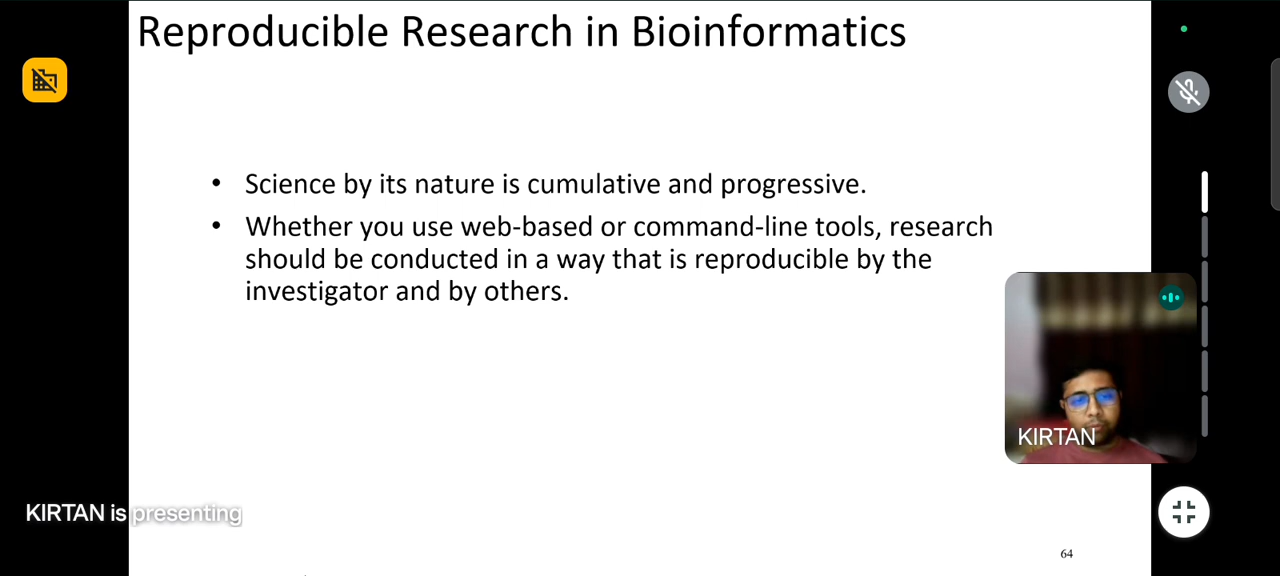 Reproducible Research in Bioinformatics
• Science by its nature is cumulative and progressive.
• Whether you use web-based or command-line tools, research
should be conducted in a way that is reproducible by the
investigator and by others.
KIRTAN
KIRTAN is presenting
64